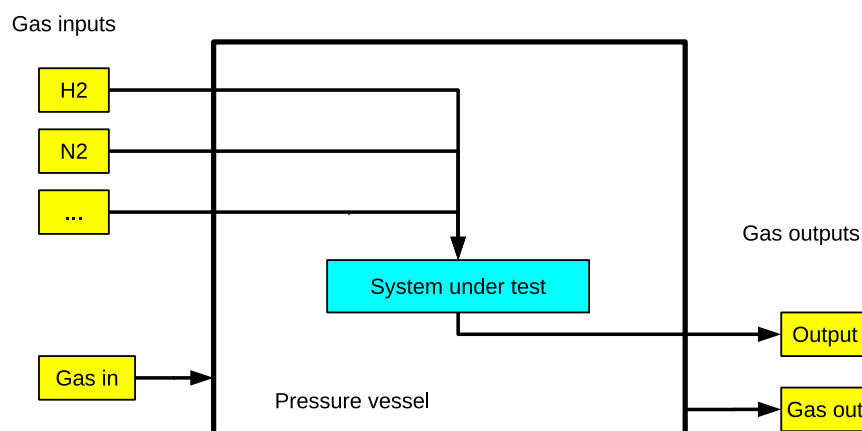 Gas inputs
H2
N2
...
Gas outputs
System under test
Output
Gas in
Pressure vessel
Gas out